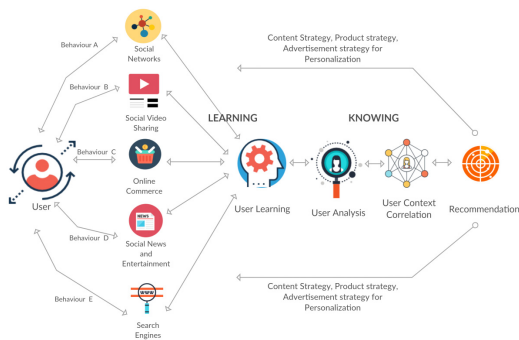 Behaviour A
Social
Networks
Content Strategy, Product strategy,
Advertisement strategy for
Personalization
Behaviour B
Social Video
Sharing
LEARNING
KNOWING
Behaviour C
Online
Commerce
User
User Learning
User Analysis
User Context
Correlation
Recommendation
NEWS
Behaviour D
Social News
and
Entertainment
Behaviour E
WWW
Search
Engines
Content Strategy, Product strategy,
Advertisement strategy for
Personalization